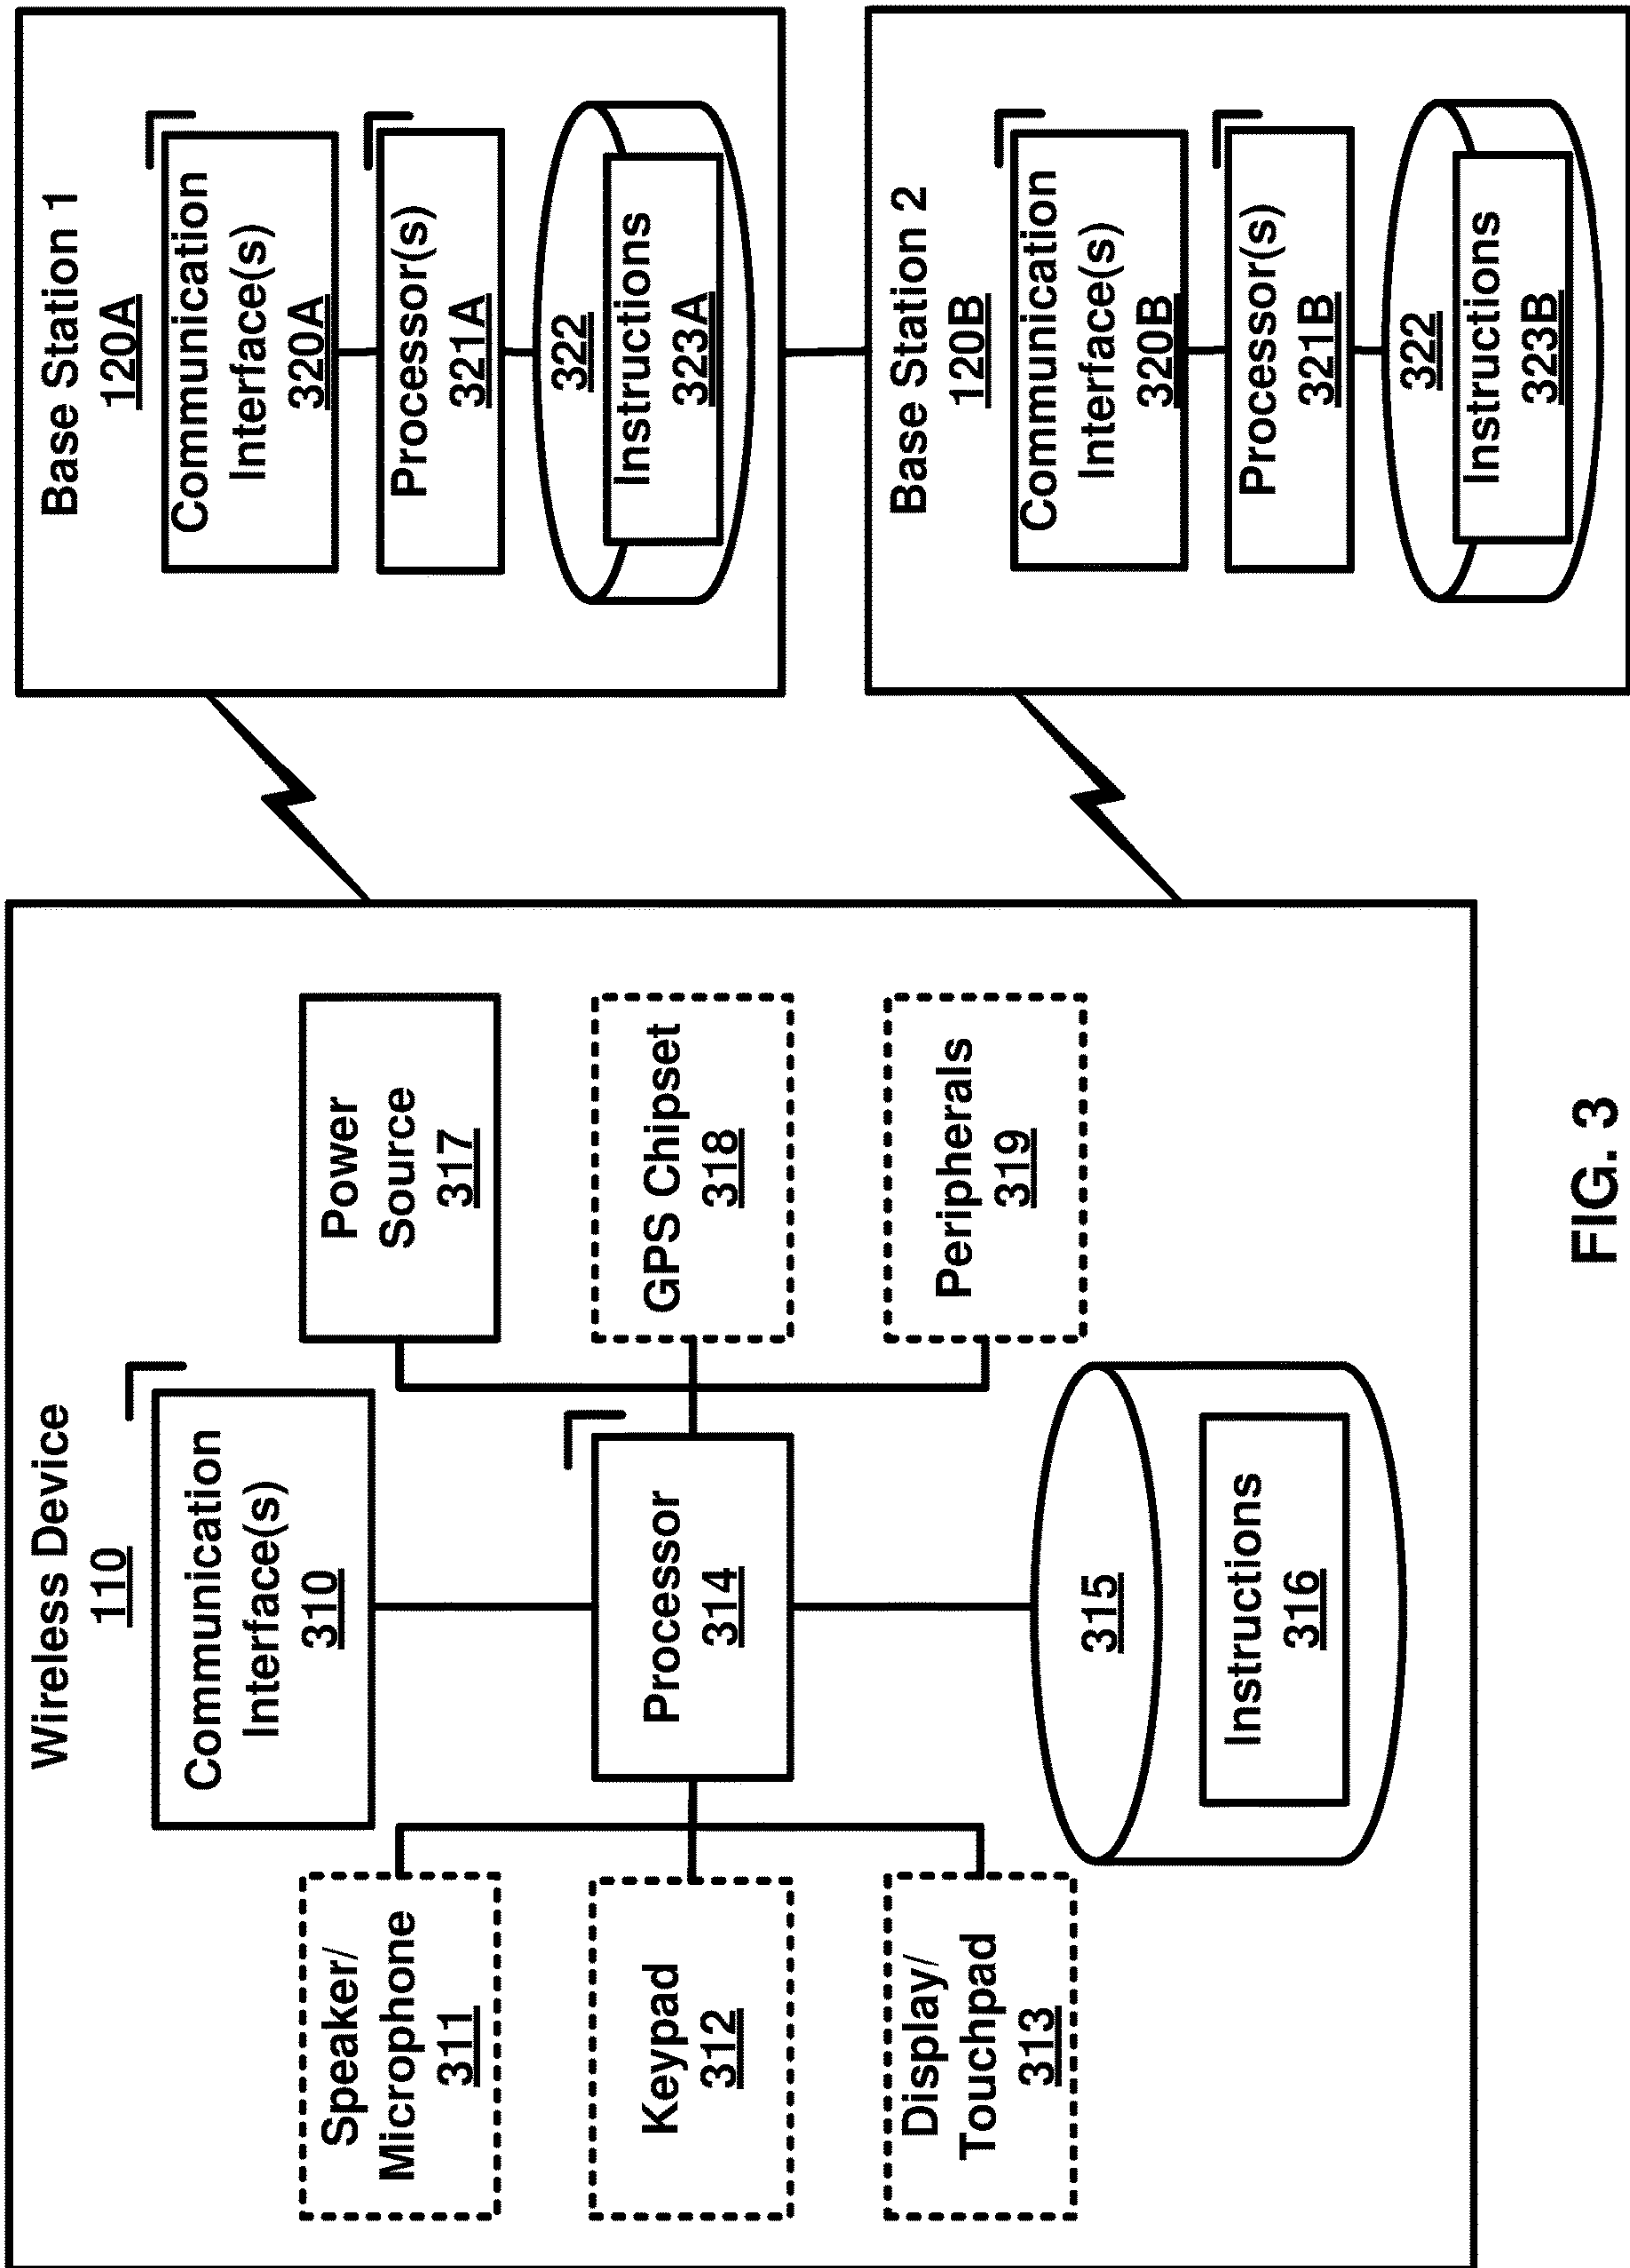 Wireless Device
110
Communication
Interface(s)
310
Speaker/
Microphone
311
Keypad
312
Display/
Touchpad
313
Processor
314
Power
Source
317
GPS Chipset
318
Peripherals
319
315
Instructions
316
Base Station 1
120A
Communication
Interface(s)
320A
Processor(s)
321A
322
Instructions
323A
Base Station 2
120B
Communication
Interface(s)
320B
Processor(s)
321B
322
Instructions
323B
FIG. 3